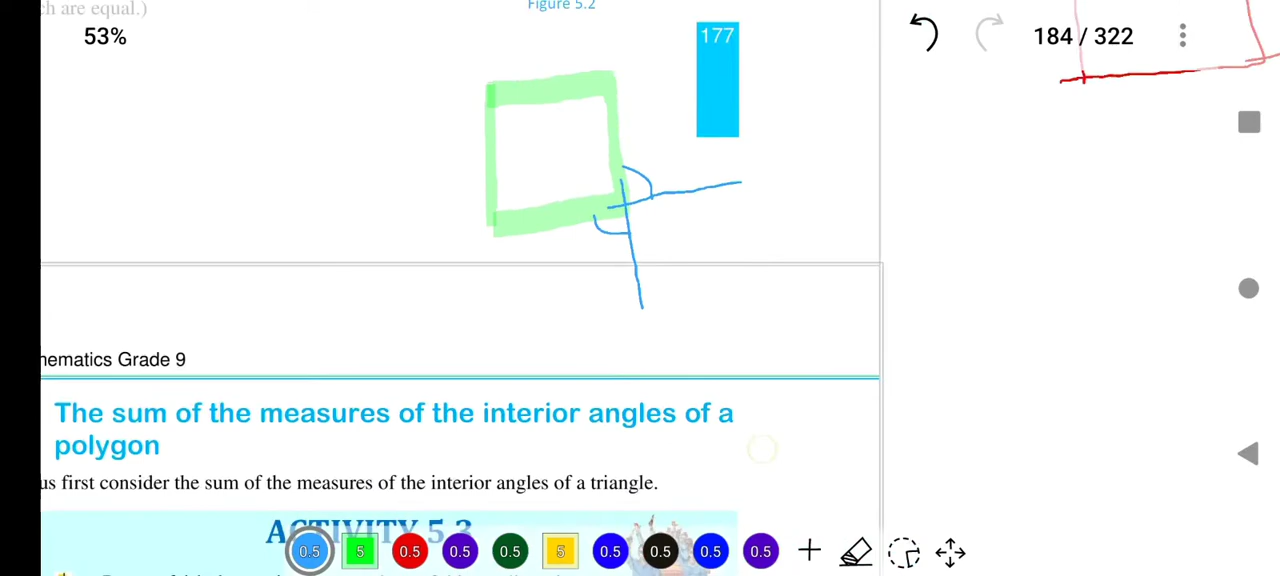 ch are equal.)
Figure 5.2
53%
177
184 / 322
hematics Grade 9
The sum of the measures of the interior angles of a
polygon
us first consider the sum of the measures of the interior angles of a triangle.
ACTIVITY 5.3
0.5 5 0.5 0.5 0.5 5 0.5 0.5 0.5 0.5